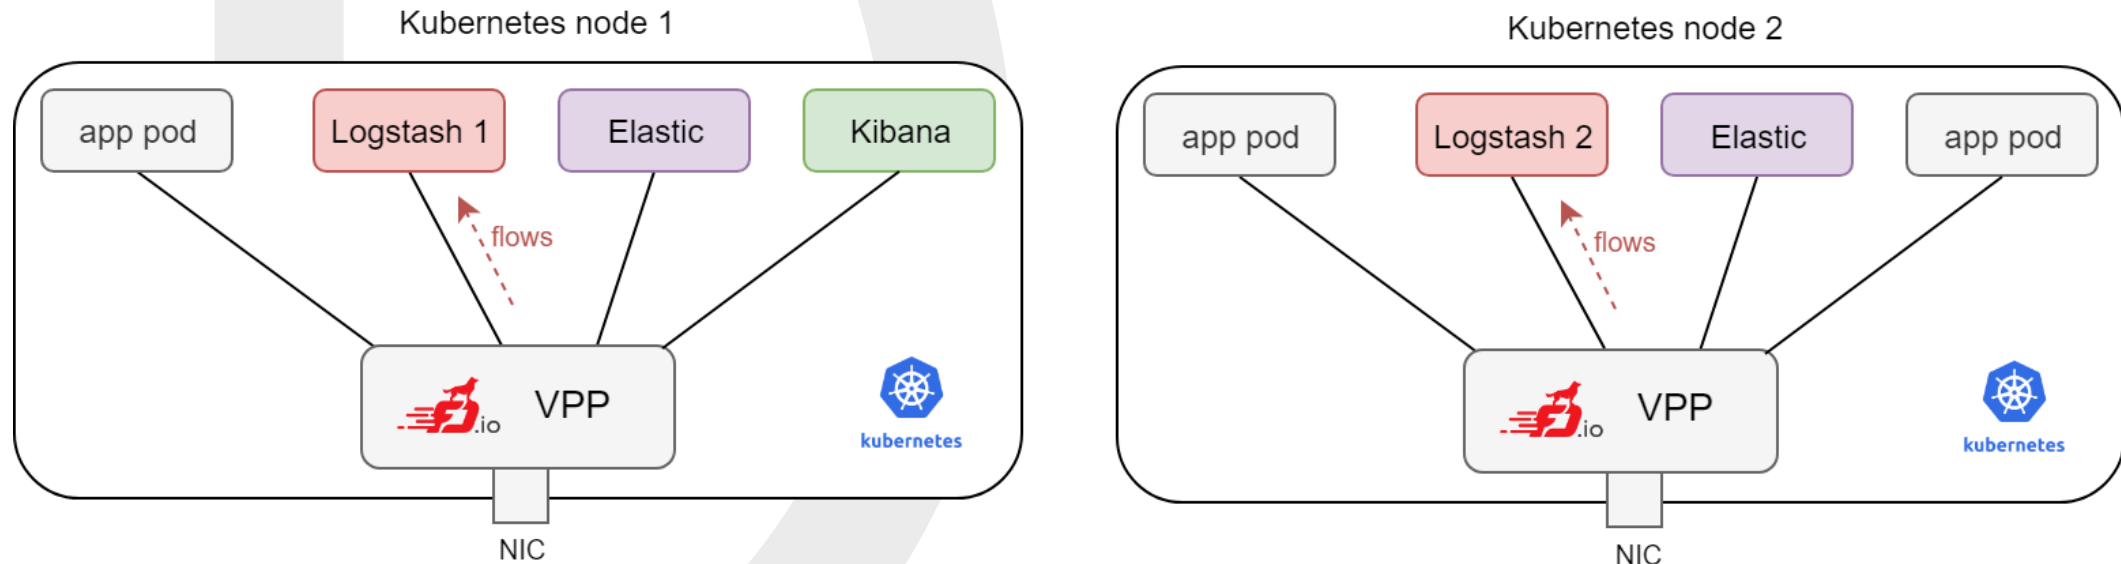 Kubernetes node 1
app pod
Logstash 1
Elastic
Kibana
flows
.io
VPP
kubernetes
NIC
Kubernetes node 2
app pod
Logstash 2
Elastic
app pod
flows
.io
VPP
kubernetes
NIC